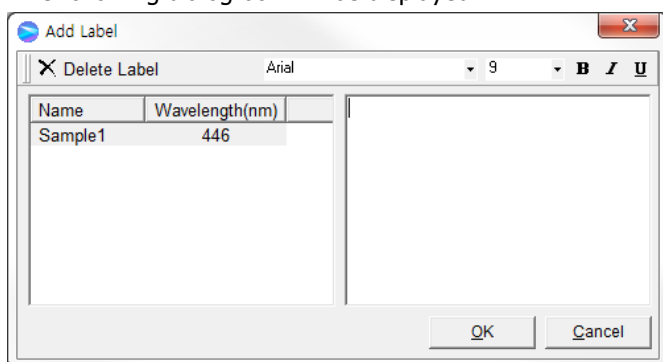 Add Label
Delete Label Arial 9 B I U
Name Wavelength(nm)
Sample1 446
OK Cancel